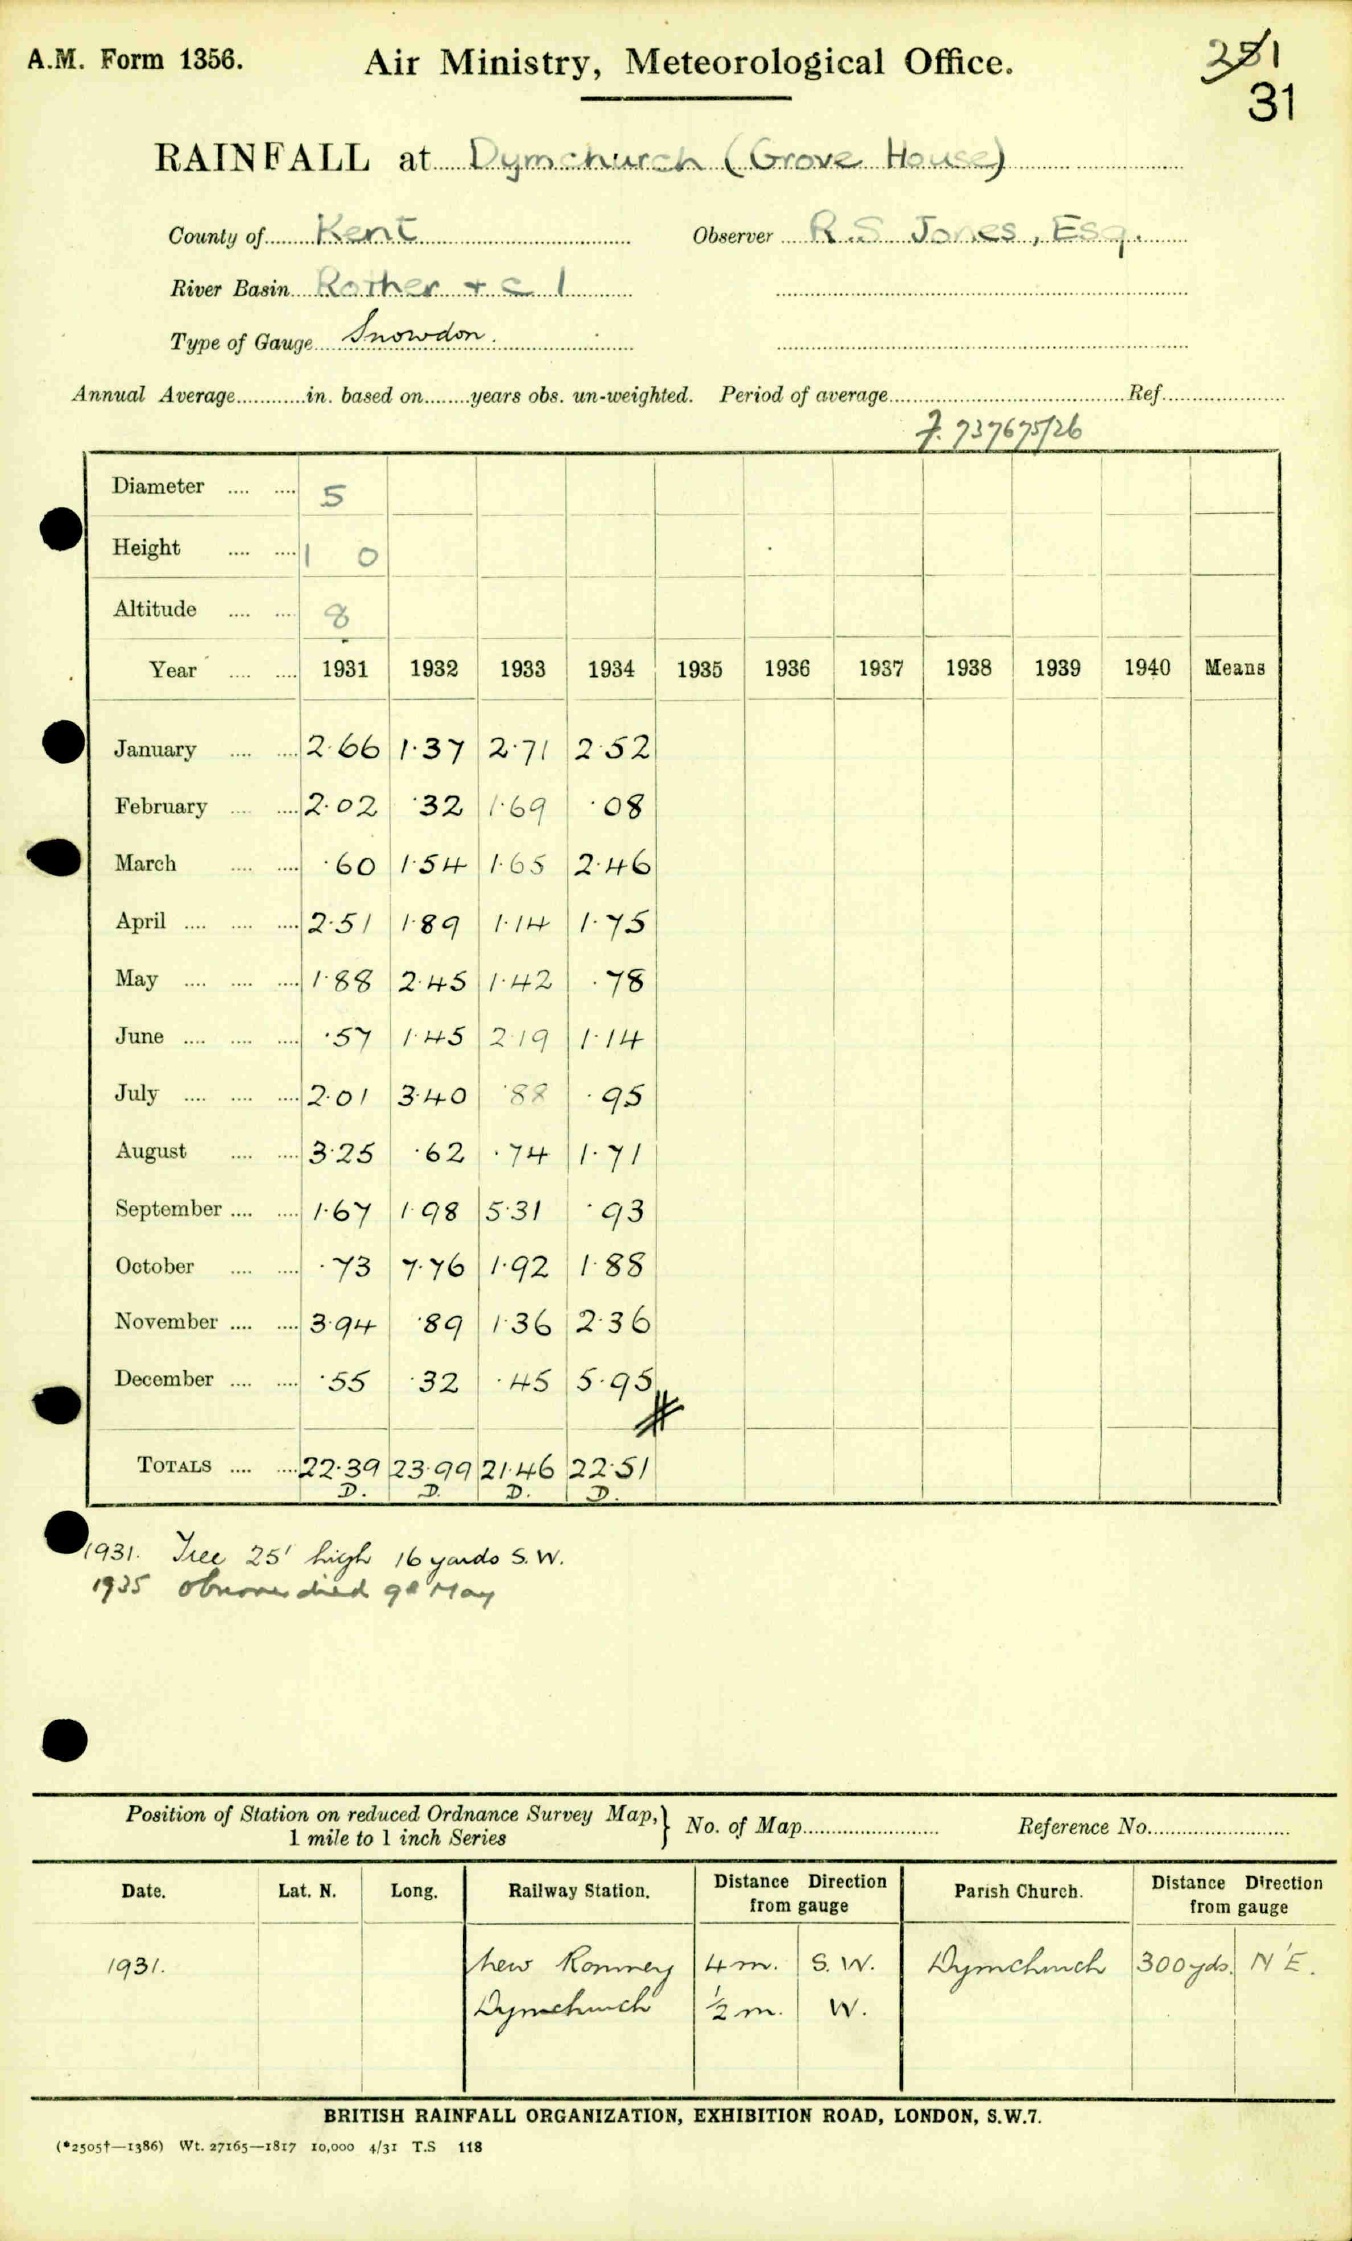 A.M. Form 1356.
Air Ministry, Meteorological Office.
31
RAINFALL at Dymchurch (Grove House)
County of Kent Observer R.S Jones, Esq.
River Basin Rother + c 1
Type of Gauge Snowdon.
Annual Average............in. based on........years obs. un-weighted. Period of average........................................Ref.....................
7. 737675/26
Diameter .... .... 5
Height .... .... 1 0
Altitude .... .... 8
Year .... .... 1931 1932 1933 1934 1935 1936 1937 1938 1939 1940 Means
January .... .... 2.66 1.37 2.71 2.52
February .... .... 2.02 .32 1.69 .08
March .... .... .60 1.54 1.65 2.46
April .... .... .... 2.51 1.89 1.14 1.75
May .... .... .... 1.88 2.45 1.42 .78
June .... .... .... .57 1.45 2.19 1.14
July .... .... .... 2.01 3.40 .88 .95
August .... .... 3.25 .62 .74 1.71
September .... .... 1.67 1.98 5.31 .93
October .... .... .73 7.76 1.92 1.88
November .... .... 3.94 .89 1.36 2.36
December .... .... .55 .32 .45 5.95
TOTALS .... .... 22.39 23.99 21.46 22.51
D. D. D. D.
1931. Tree 25' high 16 yards S.W.
1935 Observer died 9th May
Position of Station on reduced Ordnance Survey Map, 1 mile to 1 inch Series } No. of Map........................ Reference No.........................
Date. Lat. N. Long. Railway Station. Distance Direction from gauge Parish Church. Distance Direction from gauge
1931. New Romney 4 m. S.W. Dymchurch 300 yds. N E.
Dymchurch ½ m. W.
BRITISH RAINFALL ORGANIZATION, EXHIBITION ROAD, LONDON, S.W.7.
(*2505†—1386) Wt. 27165—1817 10,000 4/31 T.S 118